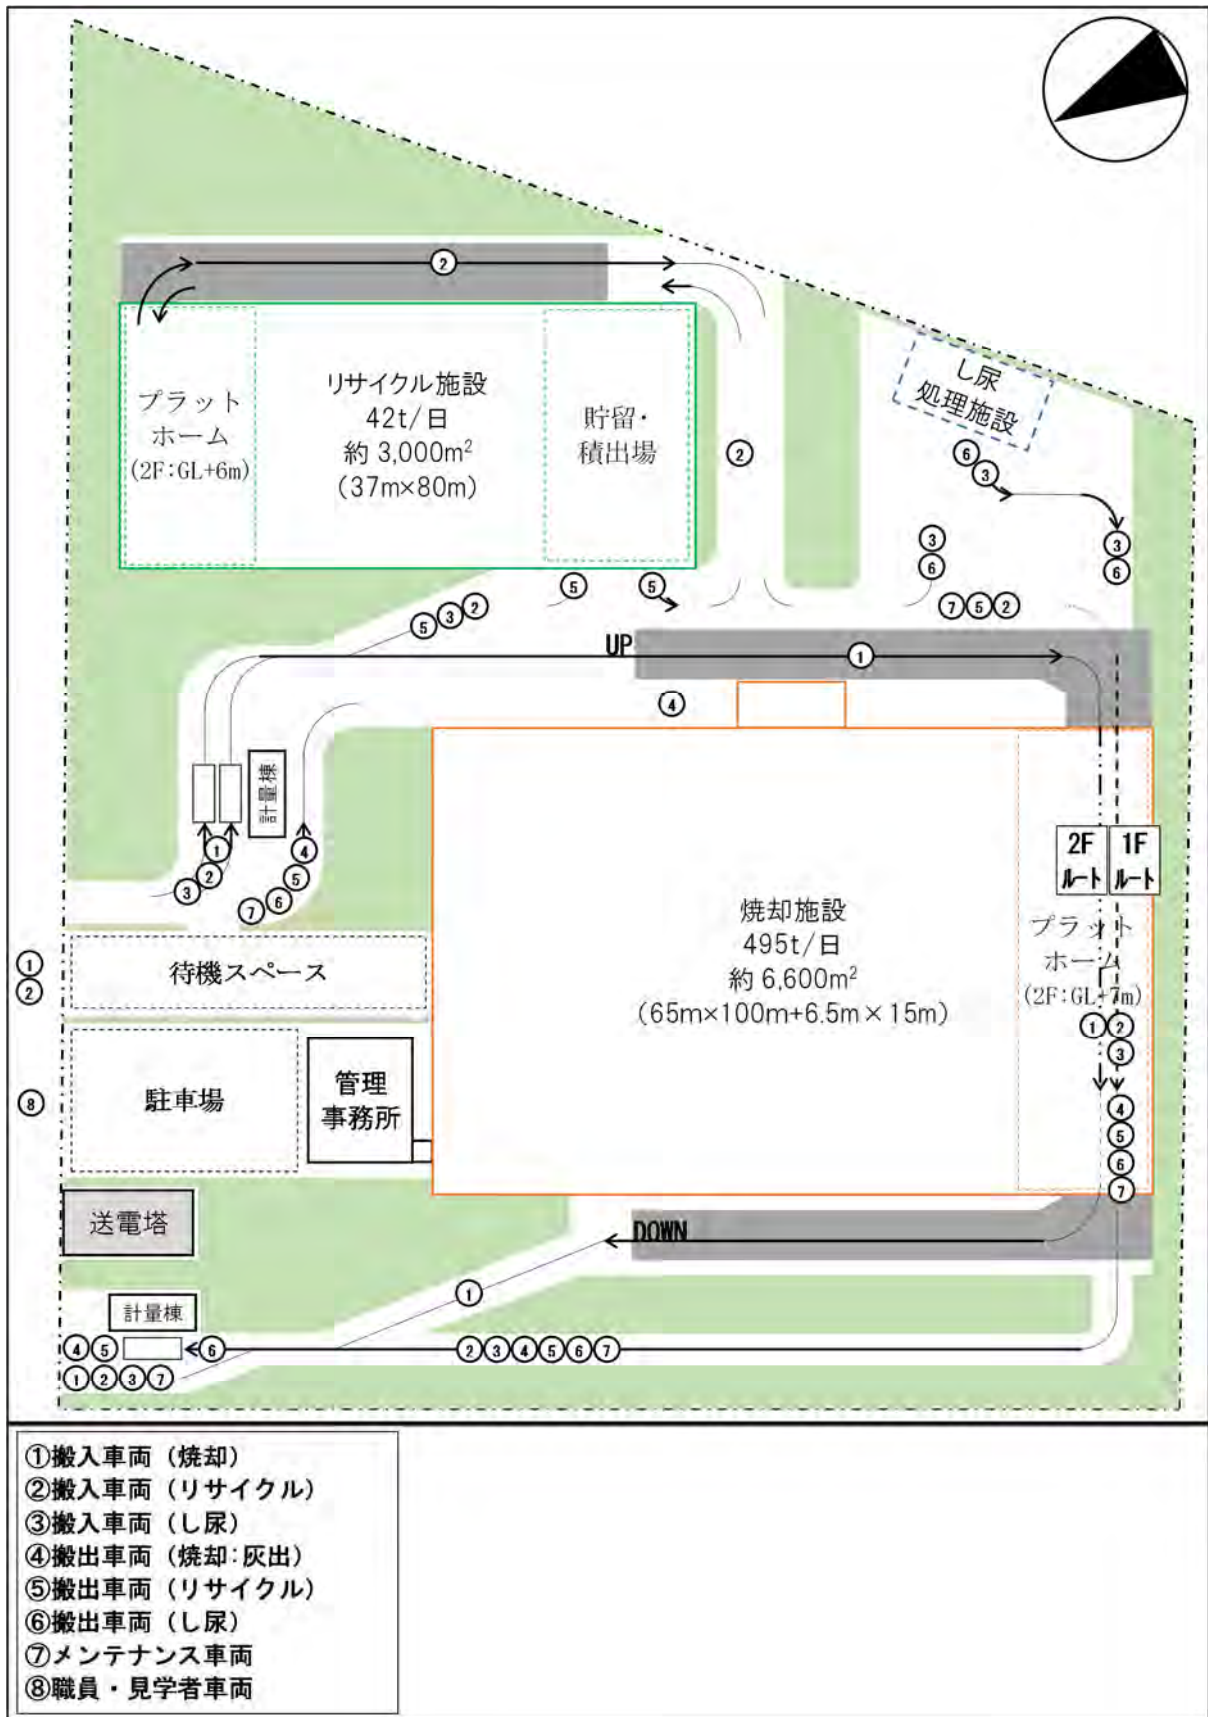 ②
プラット
ホーム
(2F:GL+6m)
リサイクル施設
42t/日
約 3,000m²
(37m×80m)
貯留・
積出場
②
し尿
処理施設
⑥
③
③
⑥
③
⑥
⑤
⑤
⑤③②
⑦⑤②
UP
①
④
計量棟
①
②
③
④
⑤
⑥
⑦
2F
ルート
1F
ルート
焼却施設
495t/日
約 6,600m²
(65m×100m+6.5m×15m)
プラット
ホーム
(2F:GL+7m)
①②
③
④
⑤
⑥
⑦
①
②
待機スペース
⑧
駐車場
管理
事務所
送電塔
DOWN
①
計量棟
④⑤
⑥
②③④⑤⑥⑦
①②③⑦
①搬入車両（焼却）
②搬入車両（リサイクル）
③搬入車両（し尿）
④搬出車両（焼却:灰出）
⑤搬出車両（リサイクル）
⑥搬出車両（し尿）
⑦メンテナンス車両
⑧職員・見学者車両